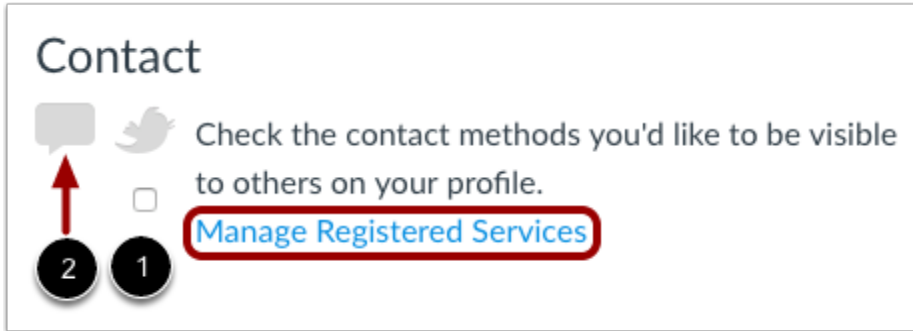 Contact
Check the contact methods you'd like to be visible
to others on your profile.
Manage Registered Services
2 1